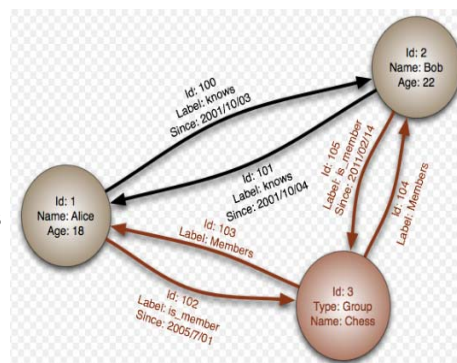 Id: 2
Name: Bob
Age: 22
Id: 100
Label: knows
Since: 2001/10/03
Id: 101
Label: knows
Since: 2001/10/04
Id: 105
Label: is_member
Since: 2011/02/14
Id: 104
Label: Members
Id: 1
Name: Alice
Age: 18
Id: 103
Label: Members
Id: 102
Label: is_member
Since: 2005/7/01
Id: 3
Type: Group
Name: Chess